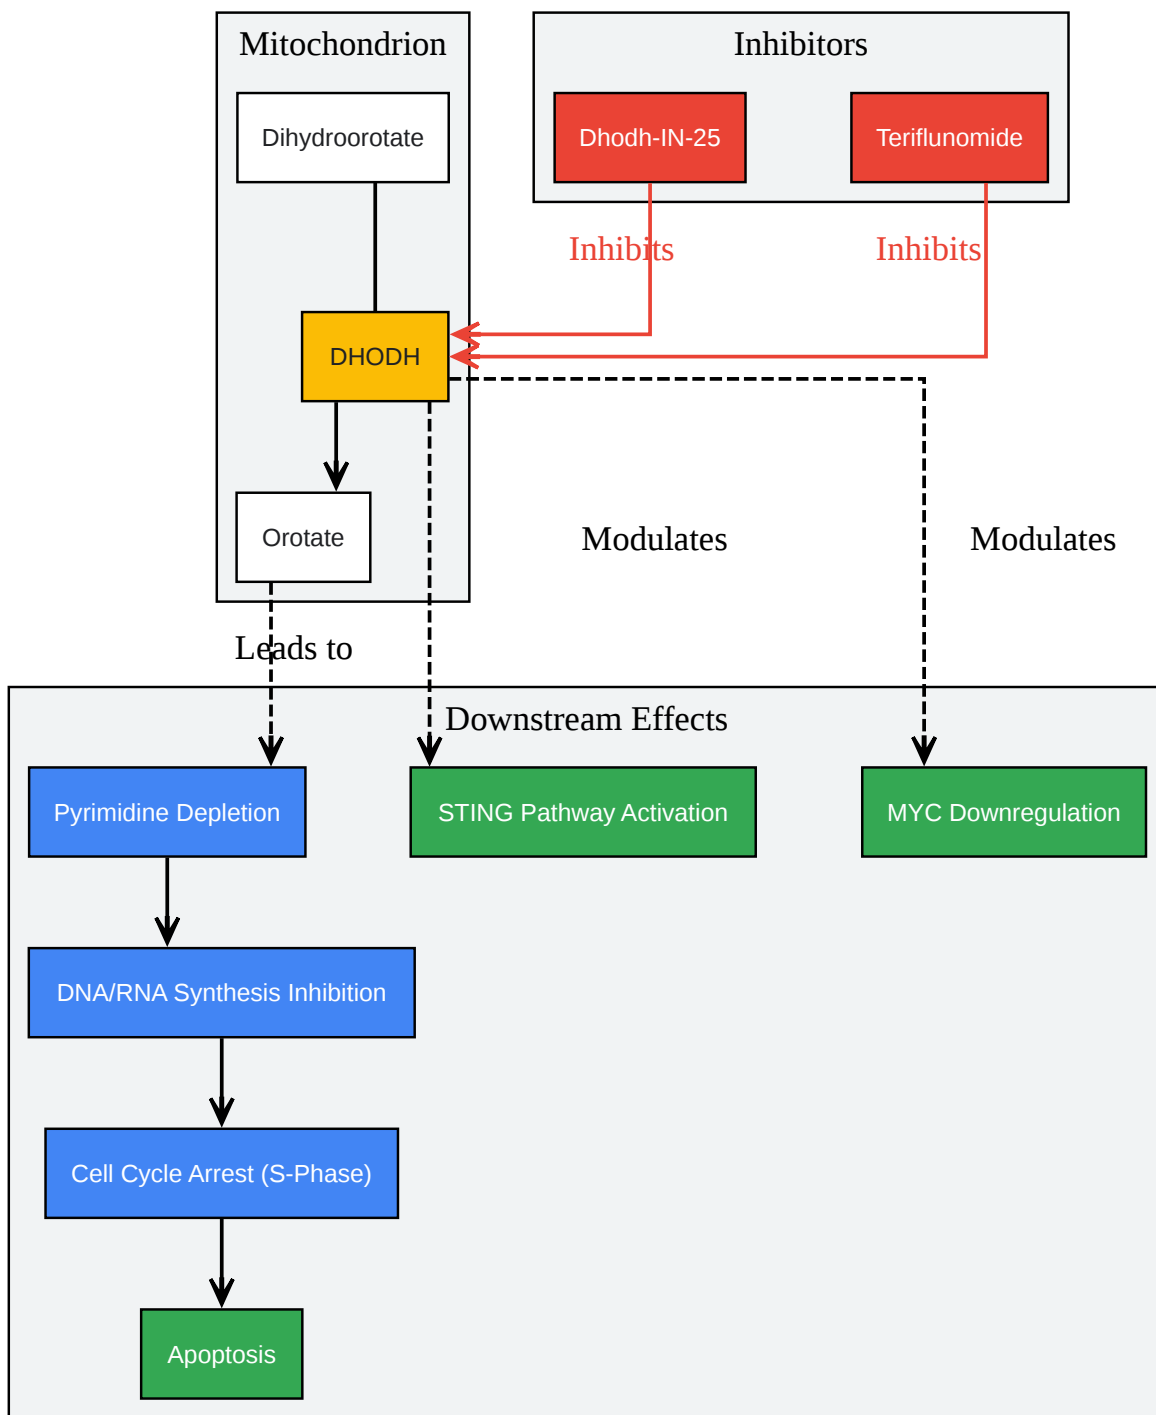 Mitochondrion
Inhibitors
Dihydroorotate
Dhodh-IN-25
Teriflunomide
Inhibits
Inhibits
DHODH
Orotate
Modulates
Modulates
Leads to
Downstream Effects
Pyrimidine Depletion
STING Pathway Activation
MYC Downregulation
DNA/RNA Synthesis Inhibition
Cell Cycle Arrest (S-Phase)
Apoptosis